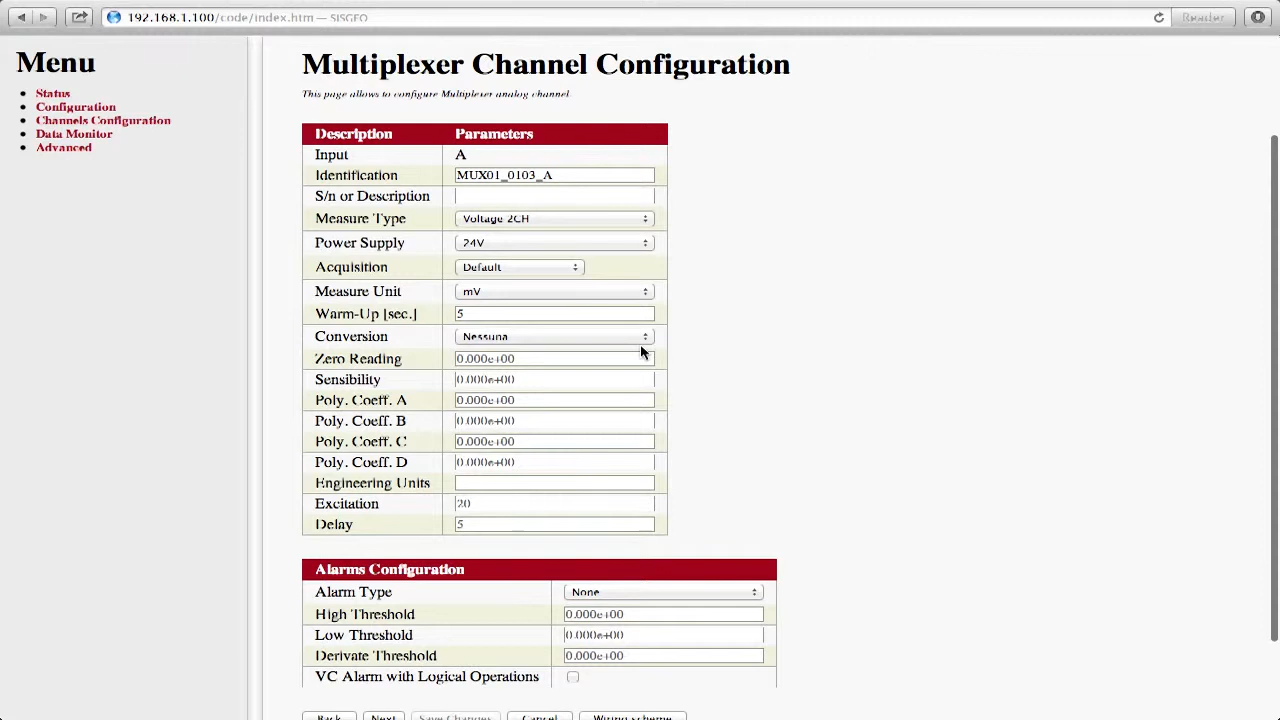 192.168.1.100/code/index.htm — SISGEO
Reader
Menu
Status
Configuration
Channels Configuration
Data Monitor
Advanced
Multiplexer Channel Configuration
This page allows to configure Multiplexer analog channel.
Description Parameters
Input A
Identification MUX01_0103_A
S/n or Description
Measure Type Voltage 2CH
Power Supply 24V
Acquisition Default
Measure Unit mV
Warm-Up [sec.] 5
Conversion Nessuna
Zero Reading 0.000e+00
Sensibility 0.000e+00
Poly. Coeff. A 0.000e+00
Poly. Coeff. B 0.000e+00
Poly. Coeff. C 0.000e+00
Poly. Coeff. D 0.000e+00
Engineering Units
Excitation 20
Delay 5
Alarms Configuration
Alarm Type None
High Threshold 0.000e+00
Low Threshold 0.000e+00
Derivate Threshold 0.000e+00
VC Alarm with Logical Operations
Back Next Save Changes Cancel Wiring scheme